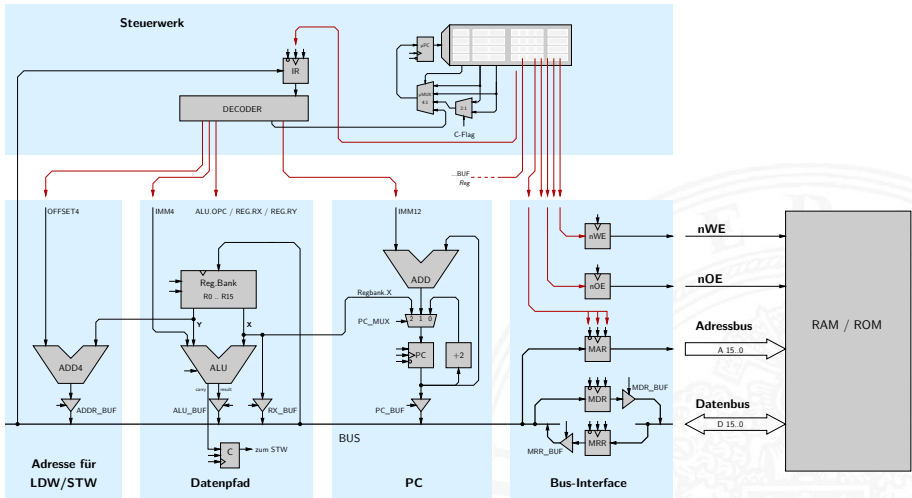 Steuerwerk
µPC
IR
µMUX
4:1
2:1
DECODER
C-Flag
...BUF
Reg
OFFSET4
IMM4
ALU.OPC / REG.RX / REG.RY
IMM12
nWE
nWE
ADD
Reg.Bank
nOE
nOE
R0 .. R15
Regbank.X
RAM / ROM
Y
X
PC_MUX
2 1 0
Adressbus
MAR
A 15..0
PC
+2
ADD4
ALU
carry
result
MDR_BUF
MDR
ADDR_BUF
ALU_BUF
RX_BUF
PC_BUF
Datenbus
D 15..0
BUS
MRR
MRR_BUF
C
zum STW
Adresse für
LDW/STW
Datenpfad
PC
Bus-Interface